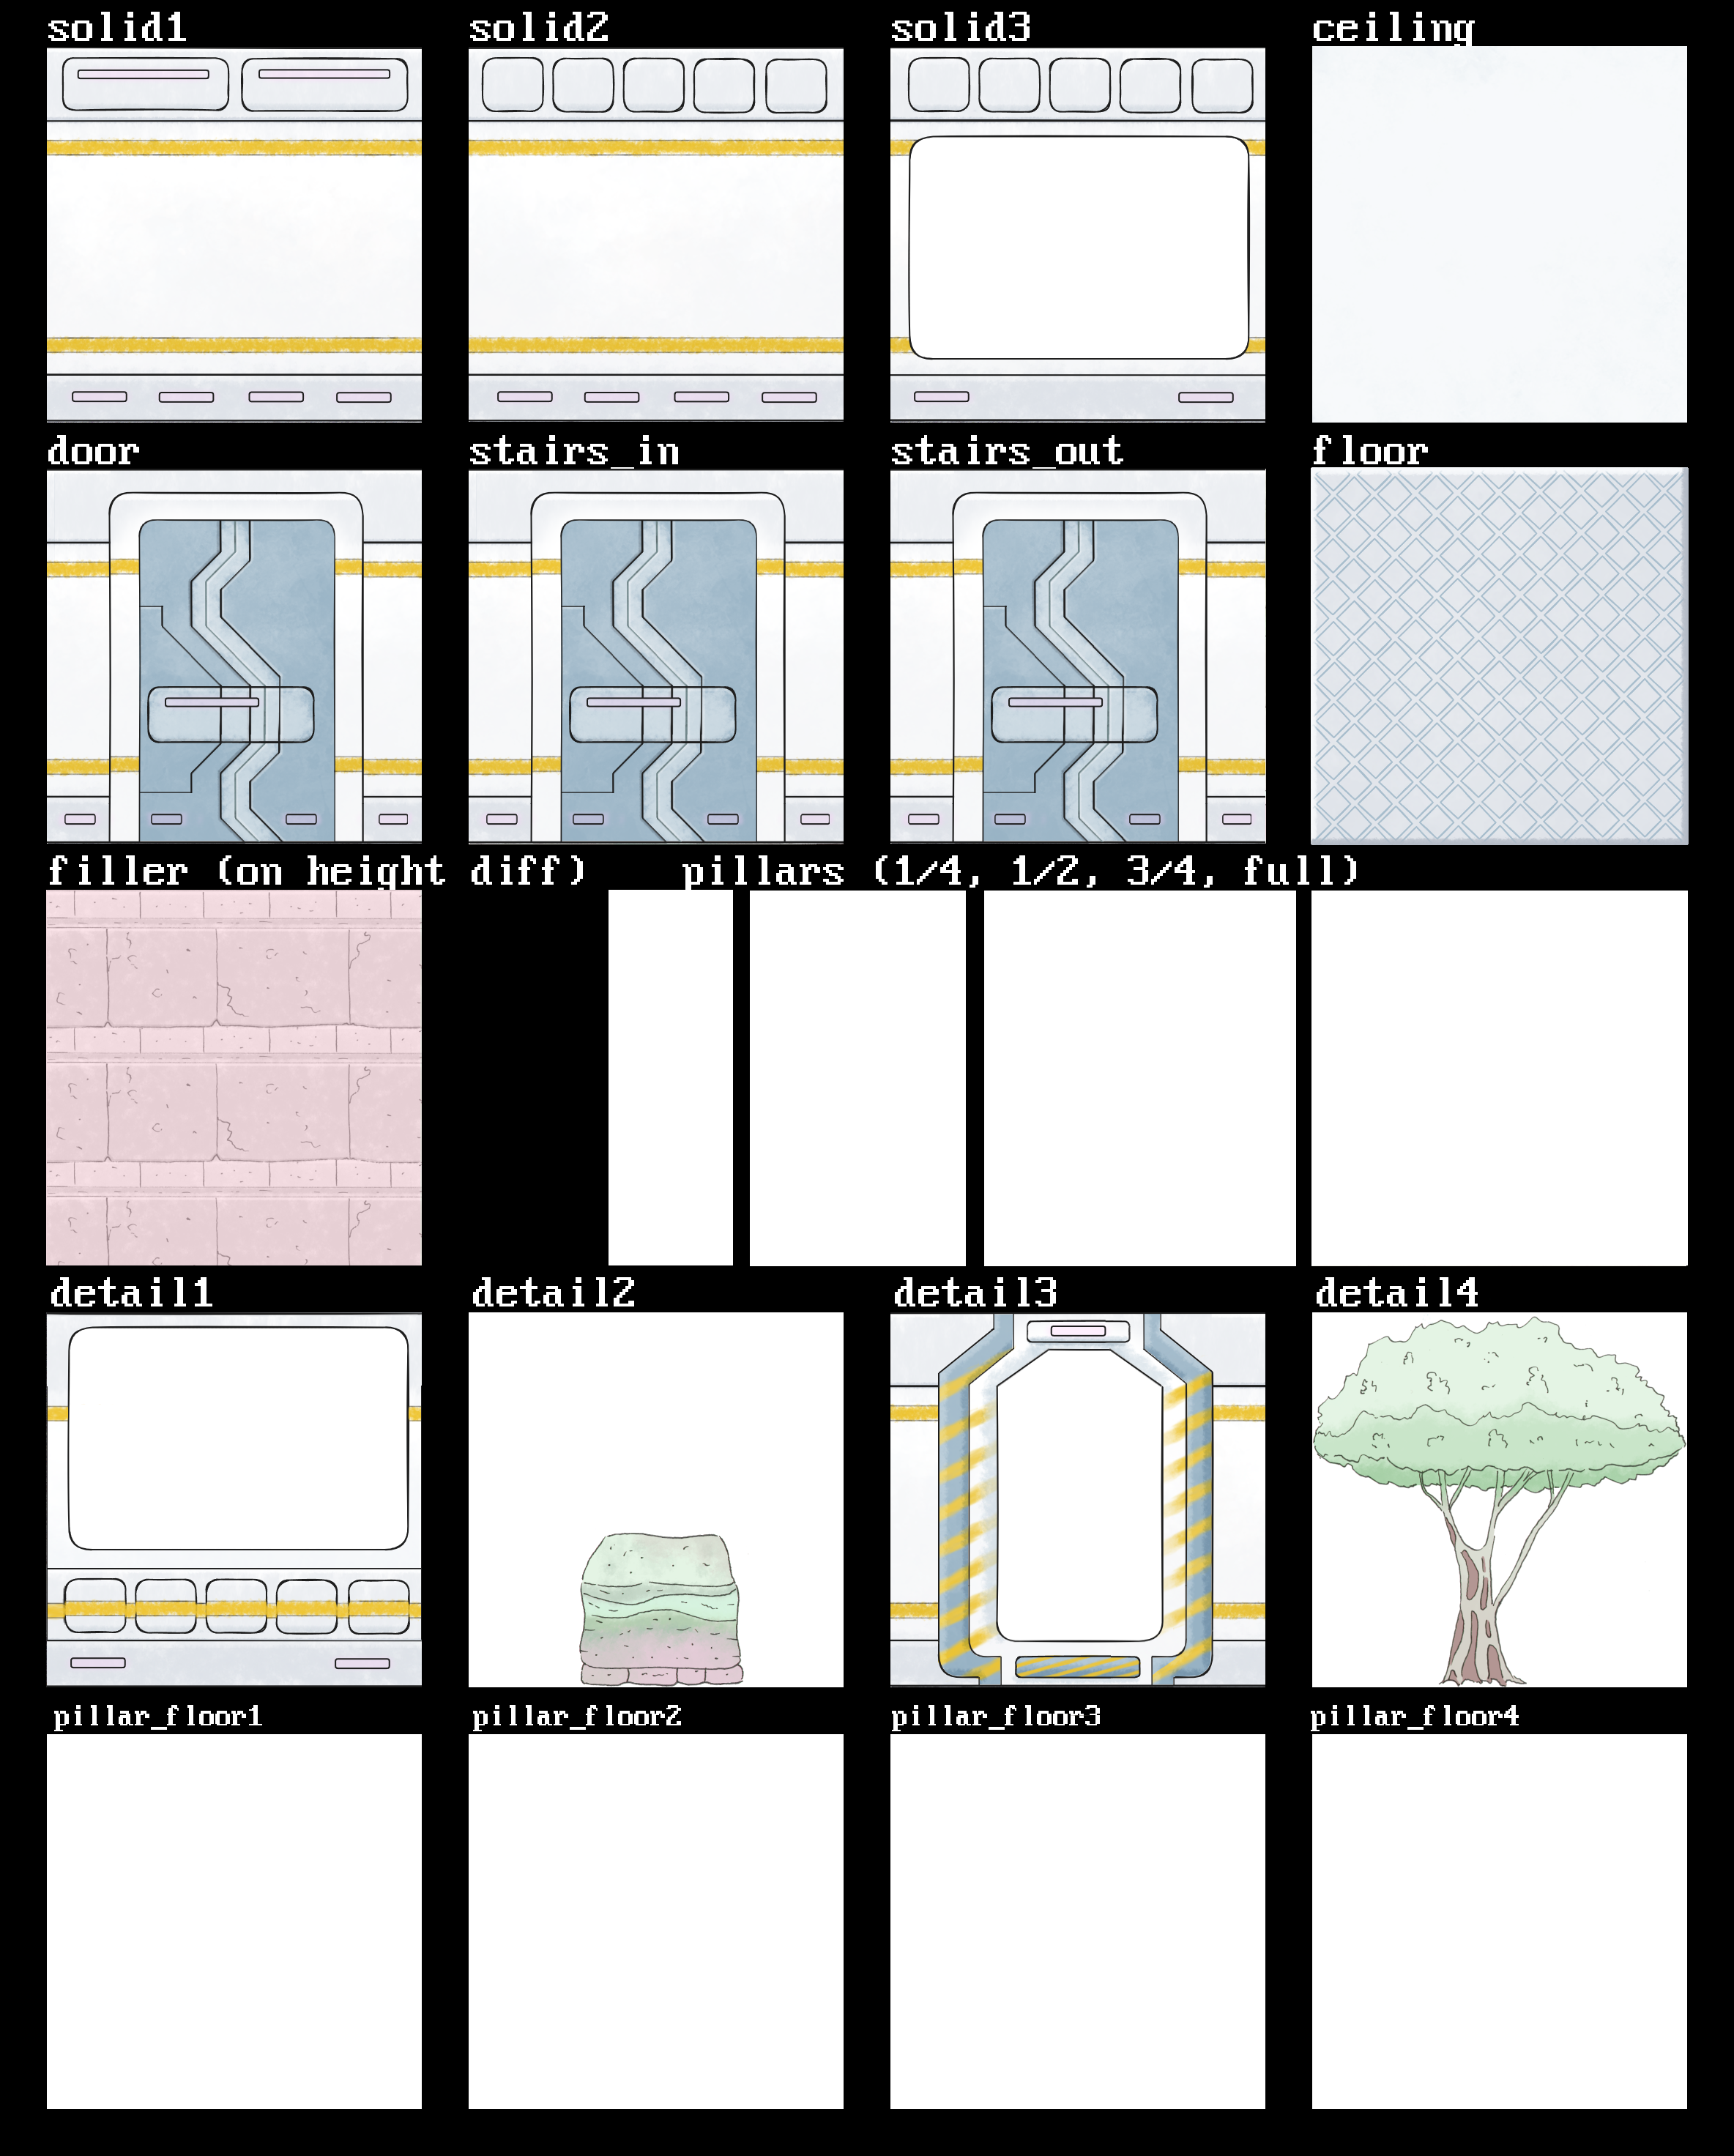 solid1 solid2 solid3 ceiling
door stairs_in stairs_out floor
filler (on height diff) pillars (1/4, 1/2, 3/4, full)
detail1 detail2 detail3 detail4
pillar_floor1 pillar_floor2 pillar_floor3 pillar_floor4